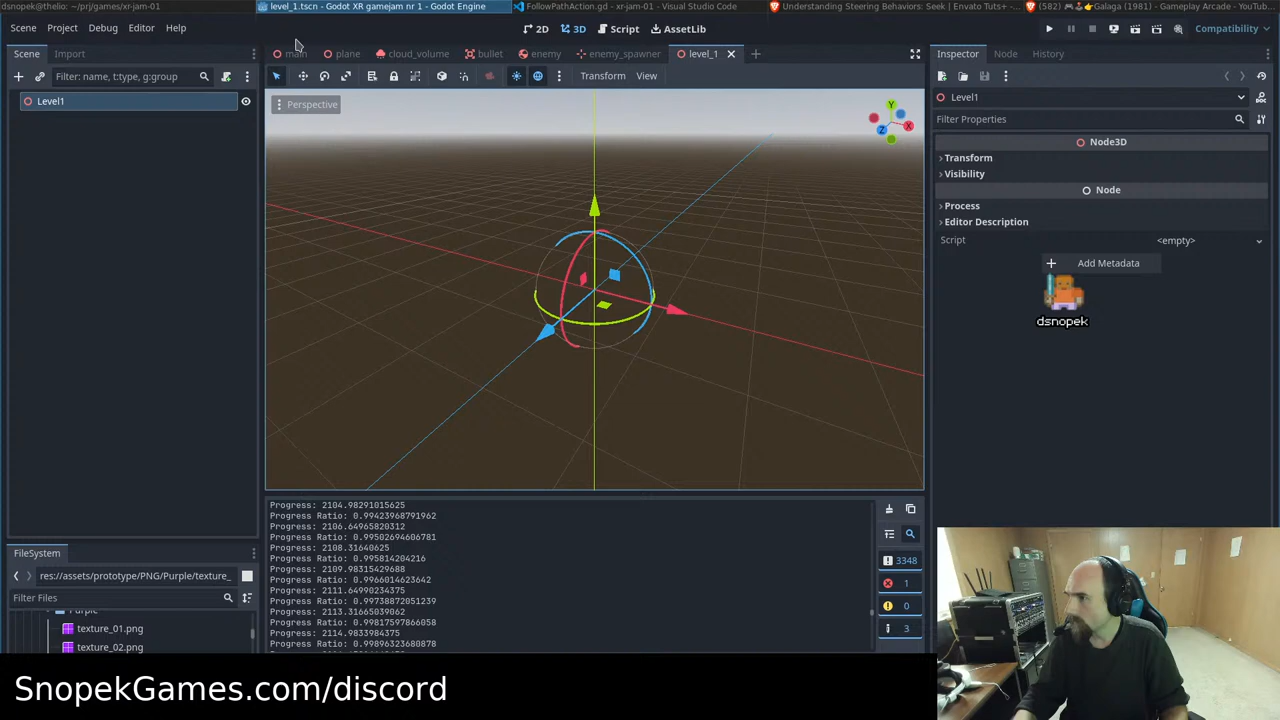 dsnopek@thelio: ~/prj/games/xr-jam-01
level_1.tscn - Godot XR gamejam nr 1 - Godot Engine
FollowPathAction.gd - xr-jam-01 - Visual Studio Code
Understanding Steering Behaviors: Seek | Envato Tuts+ -...
(582) Galaga (1981) - Gameplay Arcade - YouT...
Scene Project Debug Editor Help
2D 3D Script AssetLib
Compatibility
Scene Import
main plane cloud_volume bullet enemy enemy_spawner level_1
Inspector Node History
Filter: name, t:type, g:group
Transform View
Level1
Perspective
Y X Z
Level1
Filter Properties
Node3D
Transform
Visibility
Node
Process
Editor Description
Script <empty>
Add Metadata
dsnopek
Progress: 2104.98291015625
Progress Ratio: 0.99423968791962
Progress: 2106.64965820312
Progress Ratio: 0.99502694606781
Progress: 2108.31640625
Progress Ratio: 0.995814204216
Progress: 2109.98315429688
Progress Ratio: 0.9966014623642
Progress: 2111.64990234375
Progress Ratio: 0.99738872051239
Progress: 2113.31665039062
Progress Ratio: 0.99817597866058
Progress: 2114.9833984375
Progress Ratio: 0.99896323680878
3348
1
0
3
FileSystem
res://assets/prototype/PNG/Purple/texture_
Filter Files
Purple
texture_01.png
texture_02.png
SnopekGames.com/discord